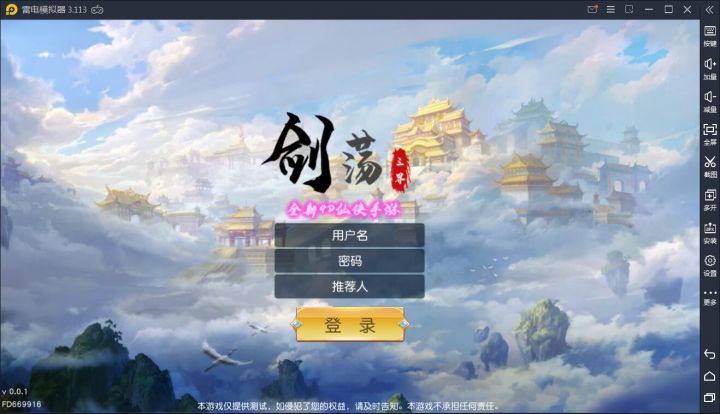 雷电模拟器 3.113
按键
加量
减量
全屏
截图
多开
安装
设置
更多
剑荡
三界
全新4D仙侠手游
用户名
密码
推荐人
登 录
v 0.0.1
FD669916
本游戏仅提供测试，如侵犯了您的权益，请及时告知。本游戏不承担任何责任。